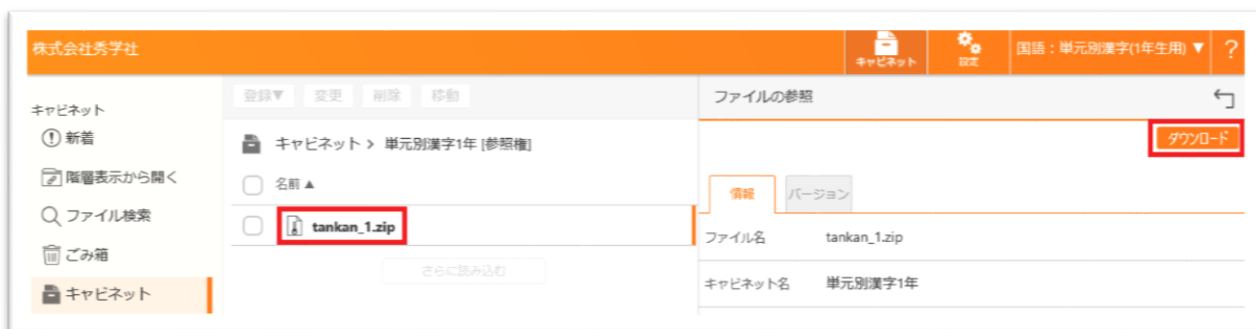 株式会社秀学社
キャビネット
設定
国語：単元別漢字(1年生用) ▼
?
キャビネット
新着
階層表示から開く
ファイル検索
ごみ箱
キャビネット
登録▼ 変更 削除 移動
キャビネット > 単元別漢字1年 [参照権]
名前 ▲
tankan_1.zip
さらに読み込む
ファイルの参照
ダウンロード
情報 バージョン
ファイル名 tankan_1.zip
キャビネット名 単元別漢字1年